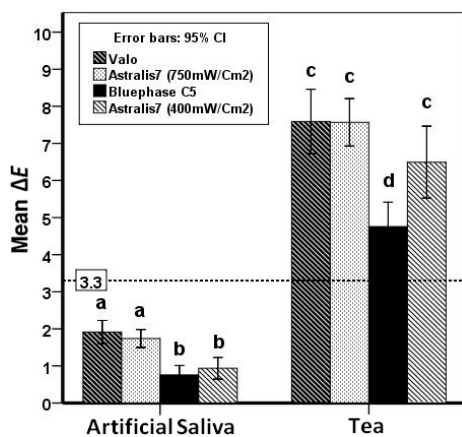 10
9
8
7
6
5
4
3
2
1
0
Mean ΔE
Error bars: 95% CI
Valo
Astralis7 (750mW/Cm2)
Bluephase C5
Astralis7 (400mW/Cm2)
c
c
d
c
3.3
a
a
b
b
Artificial Saliva
Tea